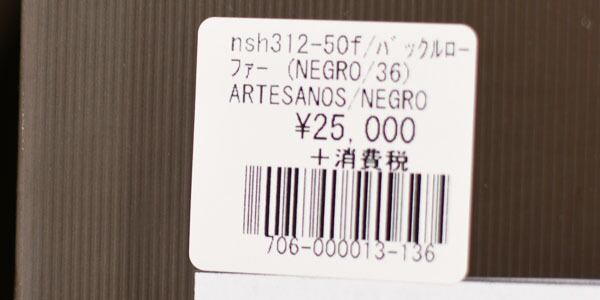 nsh312-50f/バックルロー
ファー (NEGRO/36)
ARTESANOS/NEGRO
¥25,000
+消費税
706-000013-136